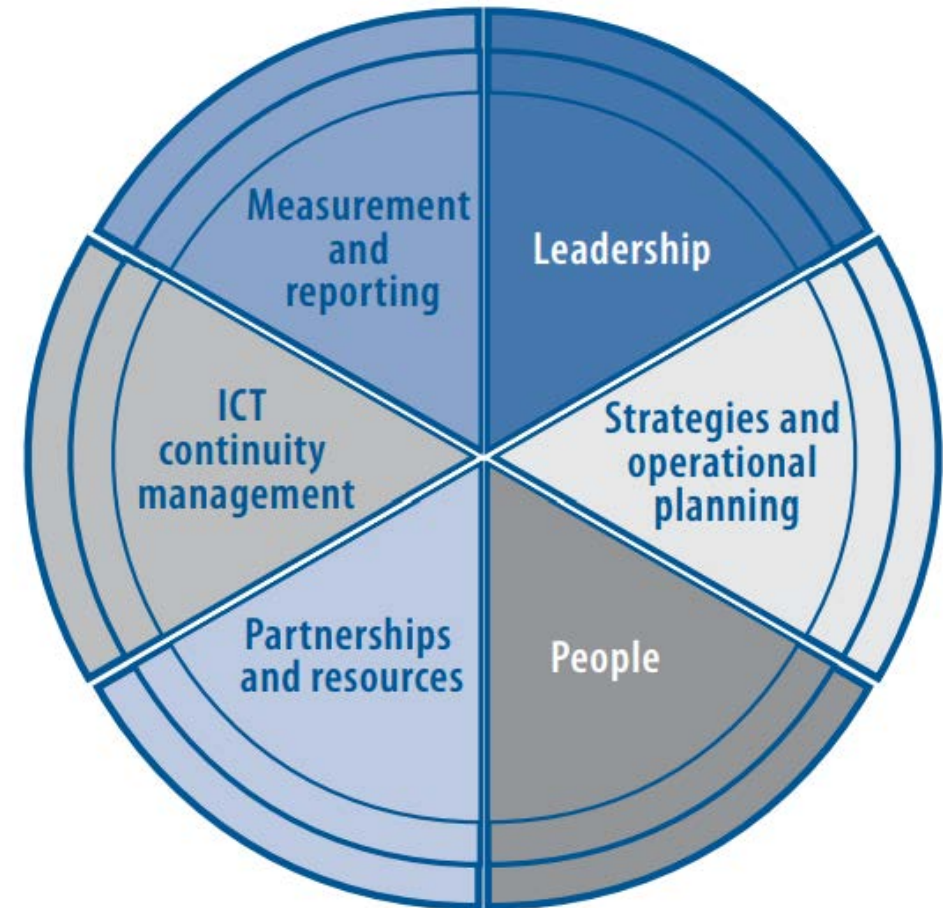 Measurement
and
reporting
Leadership
ICT
continuity
management
Strategies and
operational
planning
Partnerships
and resources
People